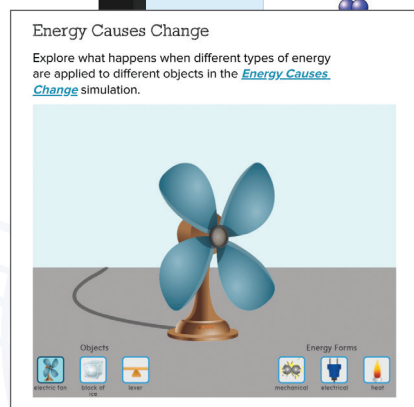 Energy Causes Change
Explore what happens when different types of energy
are applied to different objects in the Energy Causes
Change simulation.
Objects
Energy Forms
electric fan
block of
ice
lever
mechanical
electrical
heat